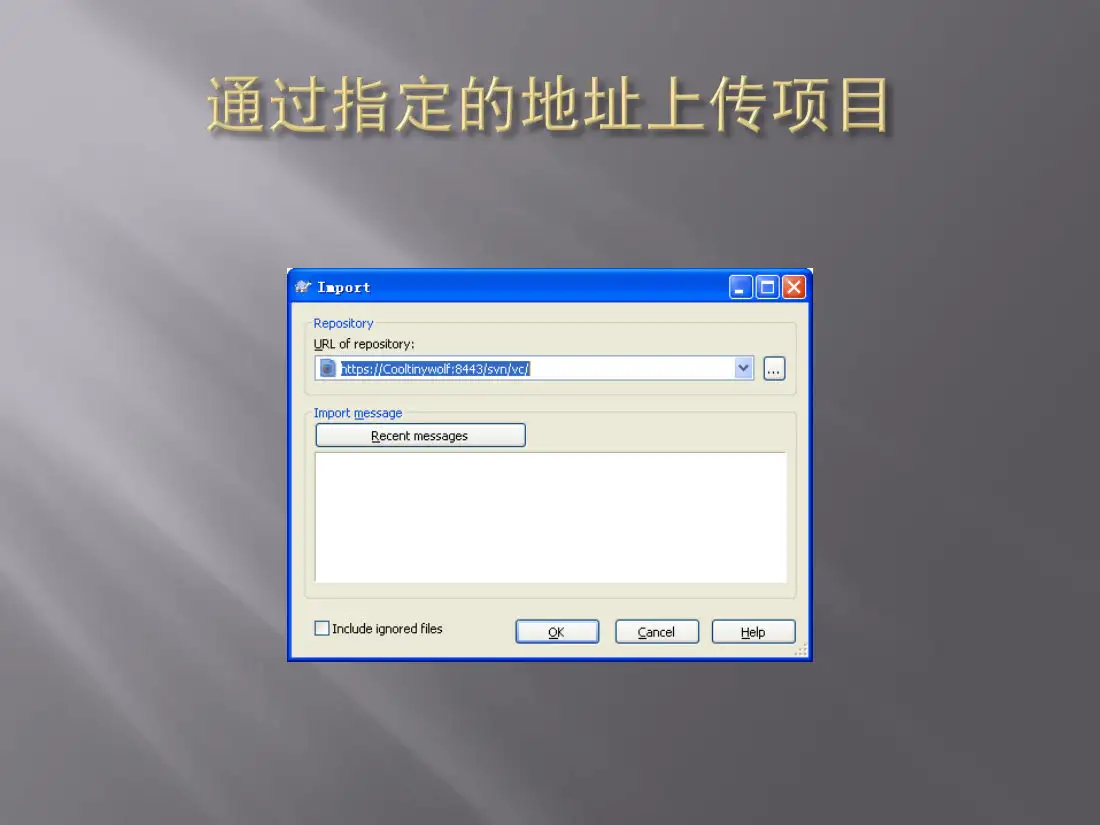 通过指定的地址上传项目
Import
Repository
URL of repository:
https://Cooltinywolf:8443/svn/vc/
...
Import message
Recent messages
Include ignored files
OK
Cancel
Help